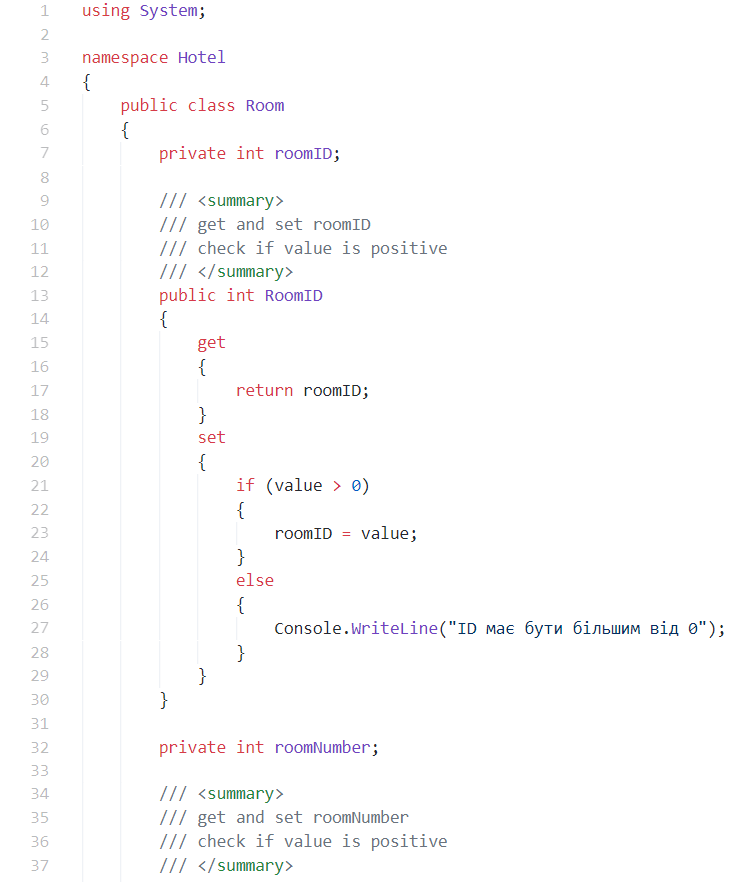 1 using System;
2
3 namespace Hotel
4 {
5 public class Room
6 {
7 private int roomID;
8
9 /// <summary>
10 /// get and set roomID
11 /// check if value is positive
12 /// </summary>
13 public int RoomID
14 {
15 get
16 {
17 return roomID;
18 }
19 set
20 {
21 if (value > 0)
22 {
23 roomID = value;
24 }
25 else
26 {
27 Console.WriteLine("ID має бути більшим від 0");
28 }
29 }
30 }
31
32 private int roomNumber;
33
34 /// <summary>
35 /// get and set roomNumber
36 /// check if value is positive
37 /// </summary>